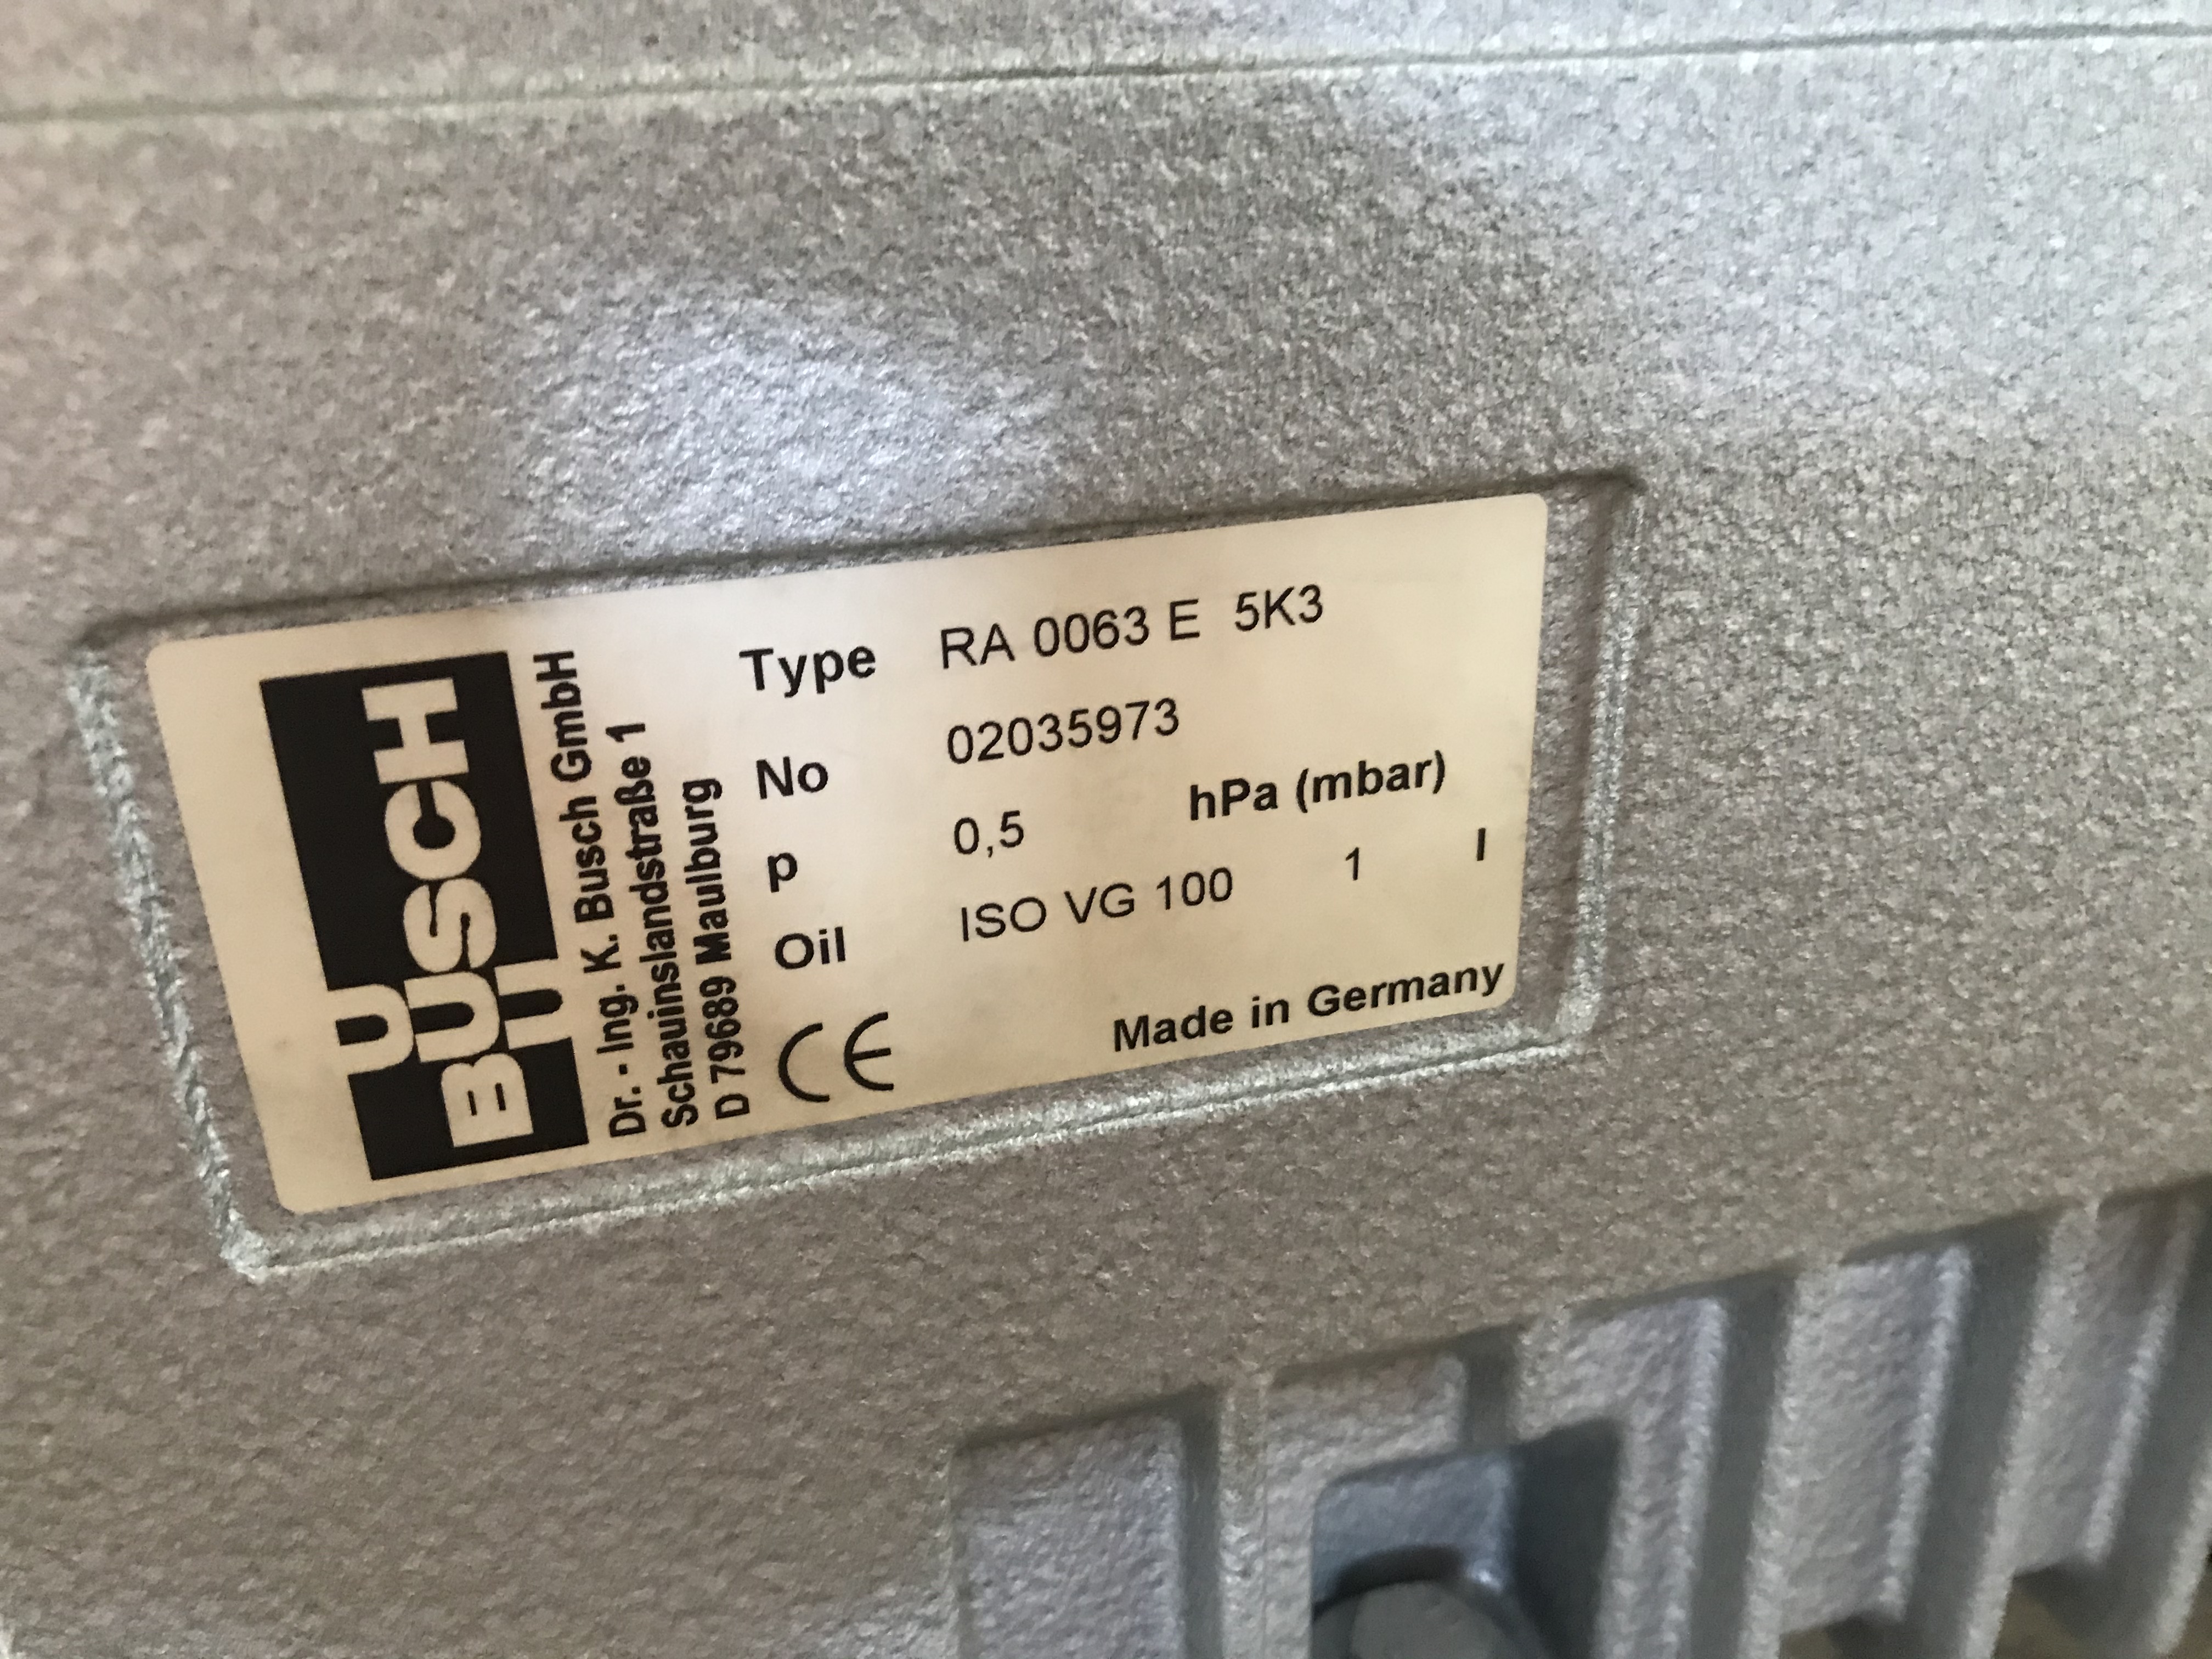 BUSCH
Dr. - Ing. K. Busch GmbH
Schauinslandstraße 1
D 79689 Maulburg
Type RA 0063 E 5K3
No 02035973
p 0,5 hPa (mbar)
Oil ISO VG 100 1 l
CE Made in Germany